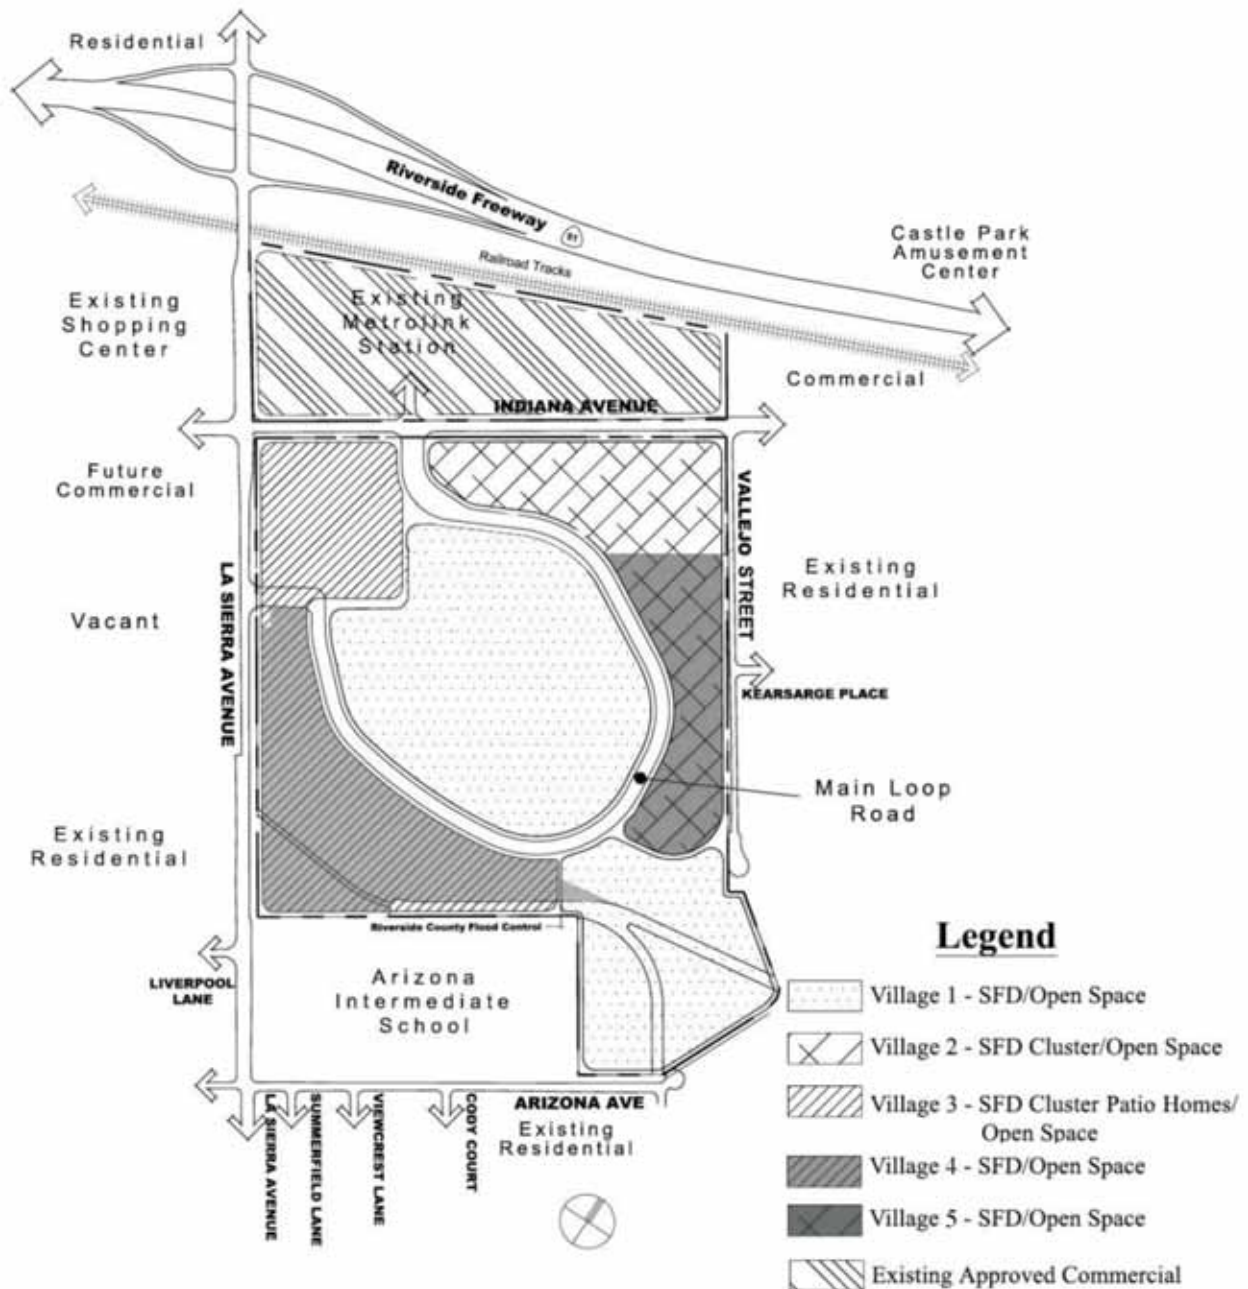 Residential
Riverside Freeway
91
Railroad Tracks
Castle Park
Amusement
Center
Existing
Shopping
Center
Existing
Metrolink
Station
Commercial
INDIANA AVENUE
Future
Commercial
VALLEJO STREET
Existing
Residential
LA SIERRA AVENUE
Vacant
KEARSARGE PLACE
Main Loop
Road
Existing
Residential
Riverside County Flood Control
LIVERPOOL
LANE
Arizona
Intermediate
School
ARIZONA AVE
Existing
Residential
LA SIERRA AVENUE
SUMMERFIELD LANE
VIEWCREST LANE
CODY COURT
Legend
Village 1 - SFD/Open Space
Village 2 - SFD Cluster/Open Space
Village 3 - SFD Cluster Patio Homes/
Open Space
Village 4 - SFD/Open Space
Village 5 - SFD/Open Space
Existing Approved Commercial